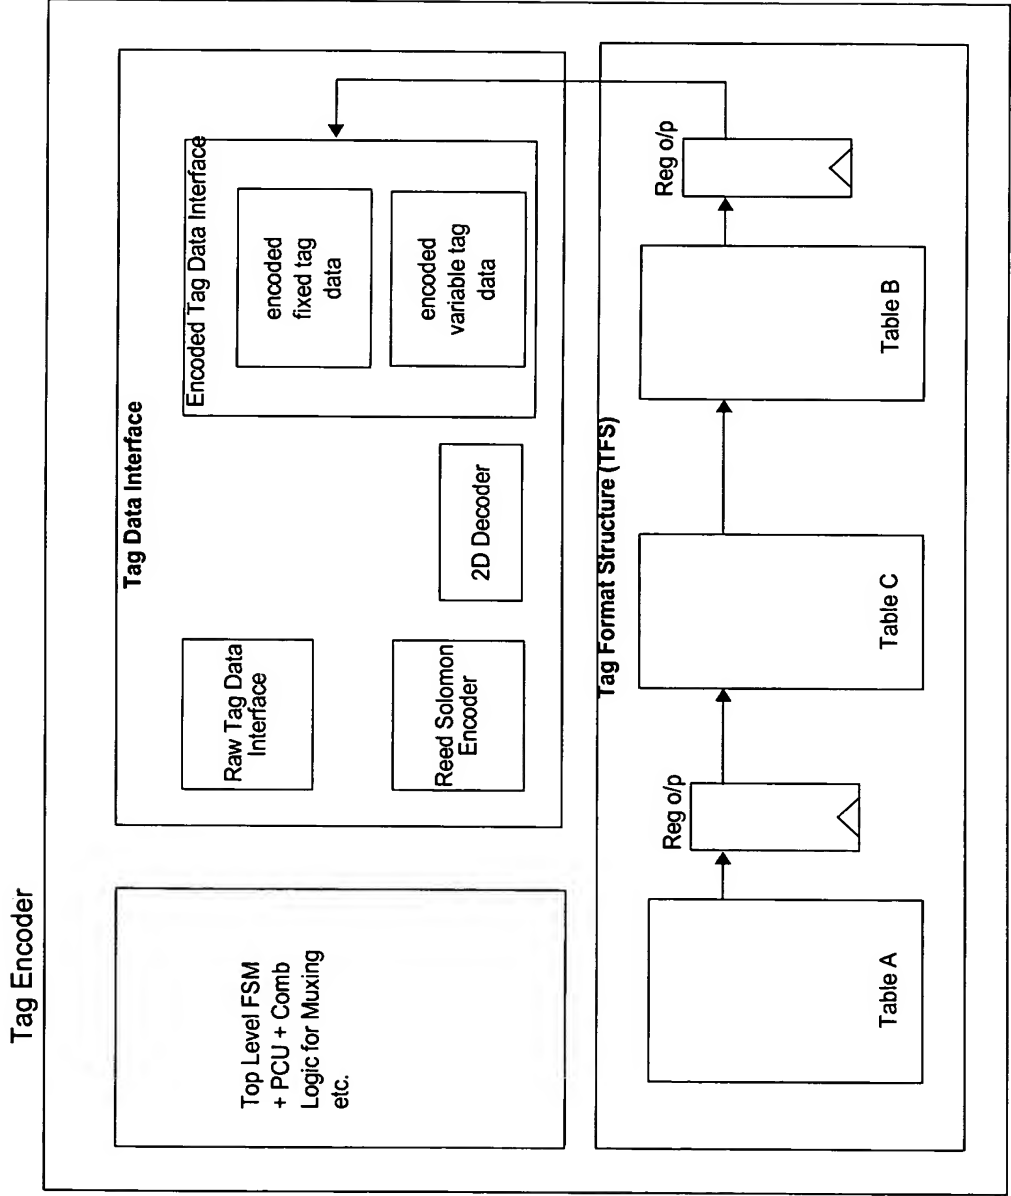 Tag Encoder
Top Level FSM
+ PCU + Comb
Logic for Muxing
etc.
Tag Data Interface
Raw Tag Data
Interface
Reed Solomon
Encoder
2D Decoder
Encoded Tag Data Interface
encoded
fixed tag
data
encoded
variable tag
data
Tag Format Structure (TFS)
Table A
Reg o/p
Table C
Table B
Reg o/p